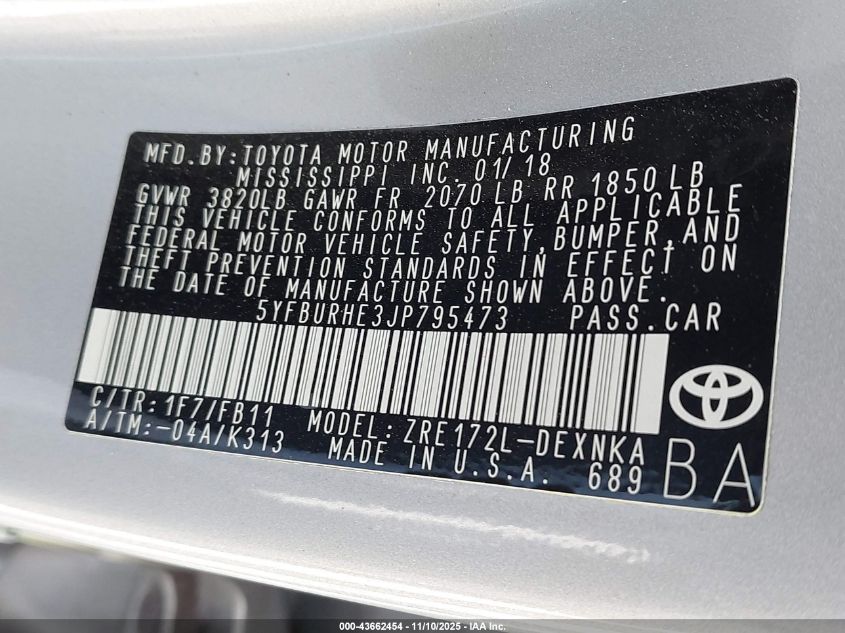 MFD.BY:TOYOTA MOTOR MANUFACTURING
MISSISSIPPI INC. 01/18
GVWR 3820LB GAWR FR 2070 LB RR 1850 LB
THIS VEHICLE CONFORMS TO ALL APPLICABLE
FEDERAL MOTOR VEHICLE SAFETY,BUMPER,AND
THEFT PREVENTION STANDARDS IN EFFECT ON
THE DATE OF MANUFACTURE SHOWN ABOVE.
5YFBURHE3JP795473 PASS.CAR
C/TR:1F7/FB11 MODEL:ZRE172L-DEXNKA
A/TM:-04A/K313 MADE IN U.S.A. 689
BA
000-43662454 - 11/10/2025 - IAA Inc.